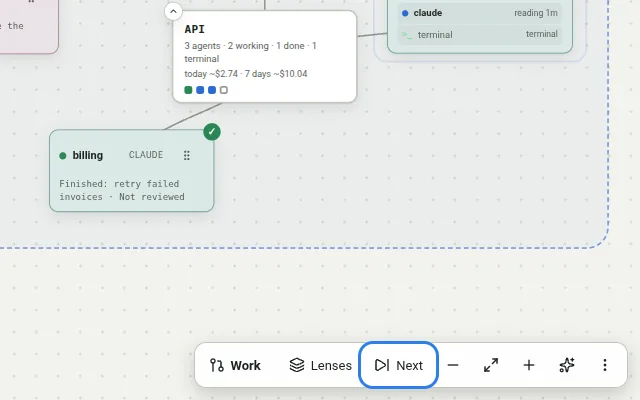 e the
API
3 agents · 2 working · 1 done · 1
terminal
today ~$2.74 · 7 days ~$10.04
claude reading 1m
>_ terminal terminal
billing CLAUDE
Finished: retry failed
invoices · Not reviewed
Work Lenses Next